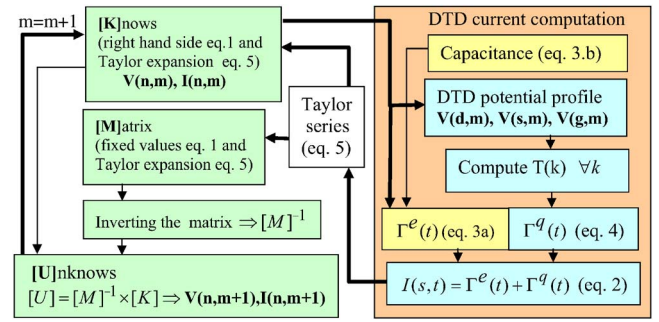 m=m+1
[K]nows
(right hand side eq.1 and
Taylor expansion eq. 5)
V(n,m), I(n,m)
[M]atrix
(fixed values eq. 1 and
Taylor expansion eq. 5)
Inverting the matrix ⇒[M]⁻¹
[U]nknows
[U]=[M]⁻¹×[K]⇒V(n,m+1),I(n,m+1)
Taylor
series
(eq. 5)
DTD current computation
Capacitance (eq. 3.b)
DTD potential profile
V(d,m), V(s,m), V(g,m)
Compute T(k) ∀k
Γᵉ(t) (eq. 3a)
Γ^q(t) (eq. 4)
I(s,t)=Γᵉ(t)+Γ^q(t) (eq. 2)